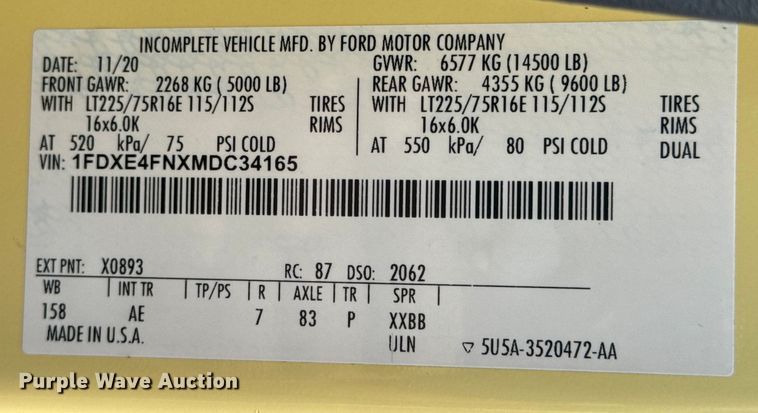 INCOMPLETE VEHICLE MFD. BY FORD MOTOR COMPANY
DATE: 11/20 GVWR: 6577 KG (14500 LB)
FRONT GAWR: 2268 KG ( 5000 LB) REAR GAWR: 4355 KG ( 9600 LB)
WITH LT225/75R16E 115/112S TIRES WITH LT225/75R16E 115/112S TIRES
16x6.0K RIMS 16x6.0K RIMS
AT 520 kPa/ 75 PSI COLD AT 550 kPa/ 80 PSI COLD DUAL
VIN: 1FDXE4FNXMDC34165
EXT PNT: X0893 RC: 87 DSO: 2062
WB INT TR TP/PS R AXLE TR SPR
158 AE 7 83 P XXBB
MADE IN U.S.A. ULN ▽ 5U5A-3520472-AA
Purple Wave Auction